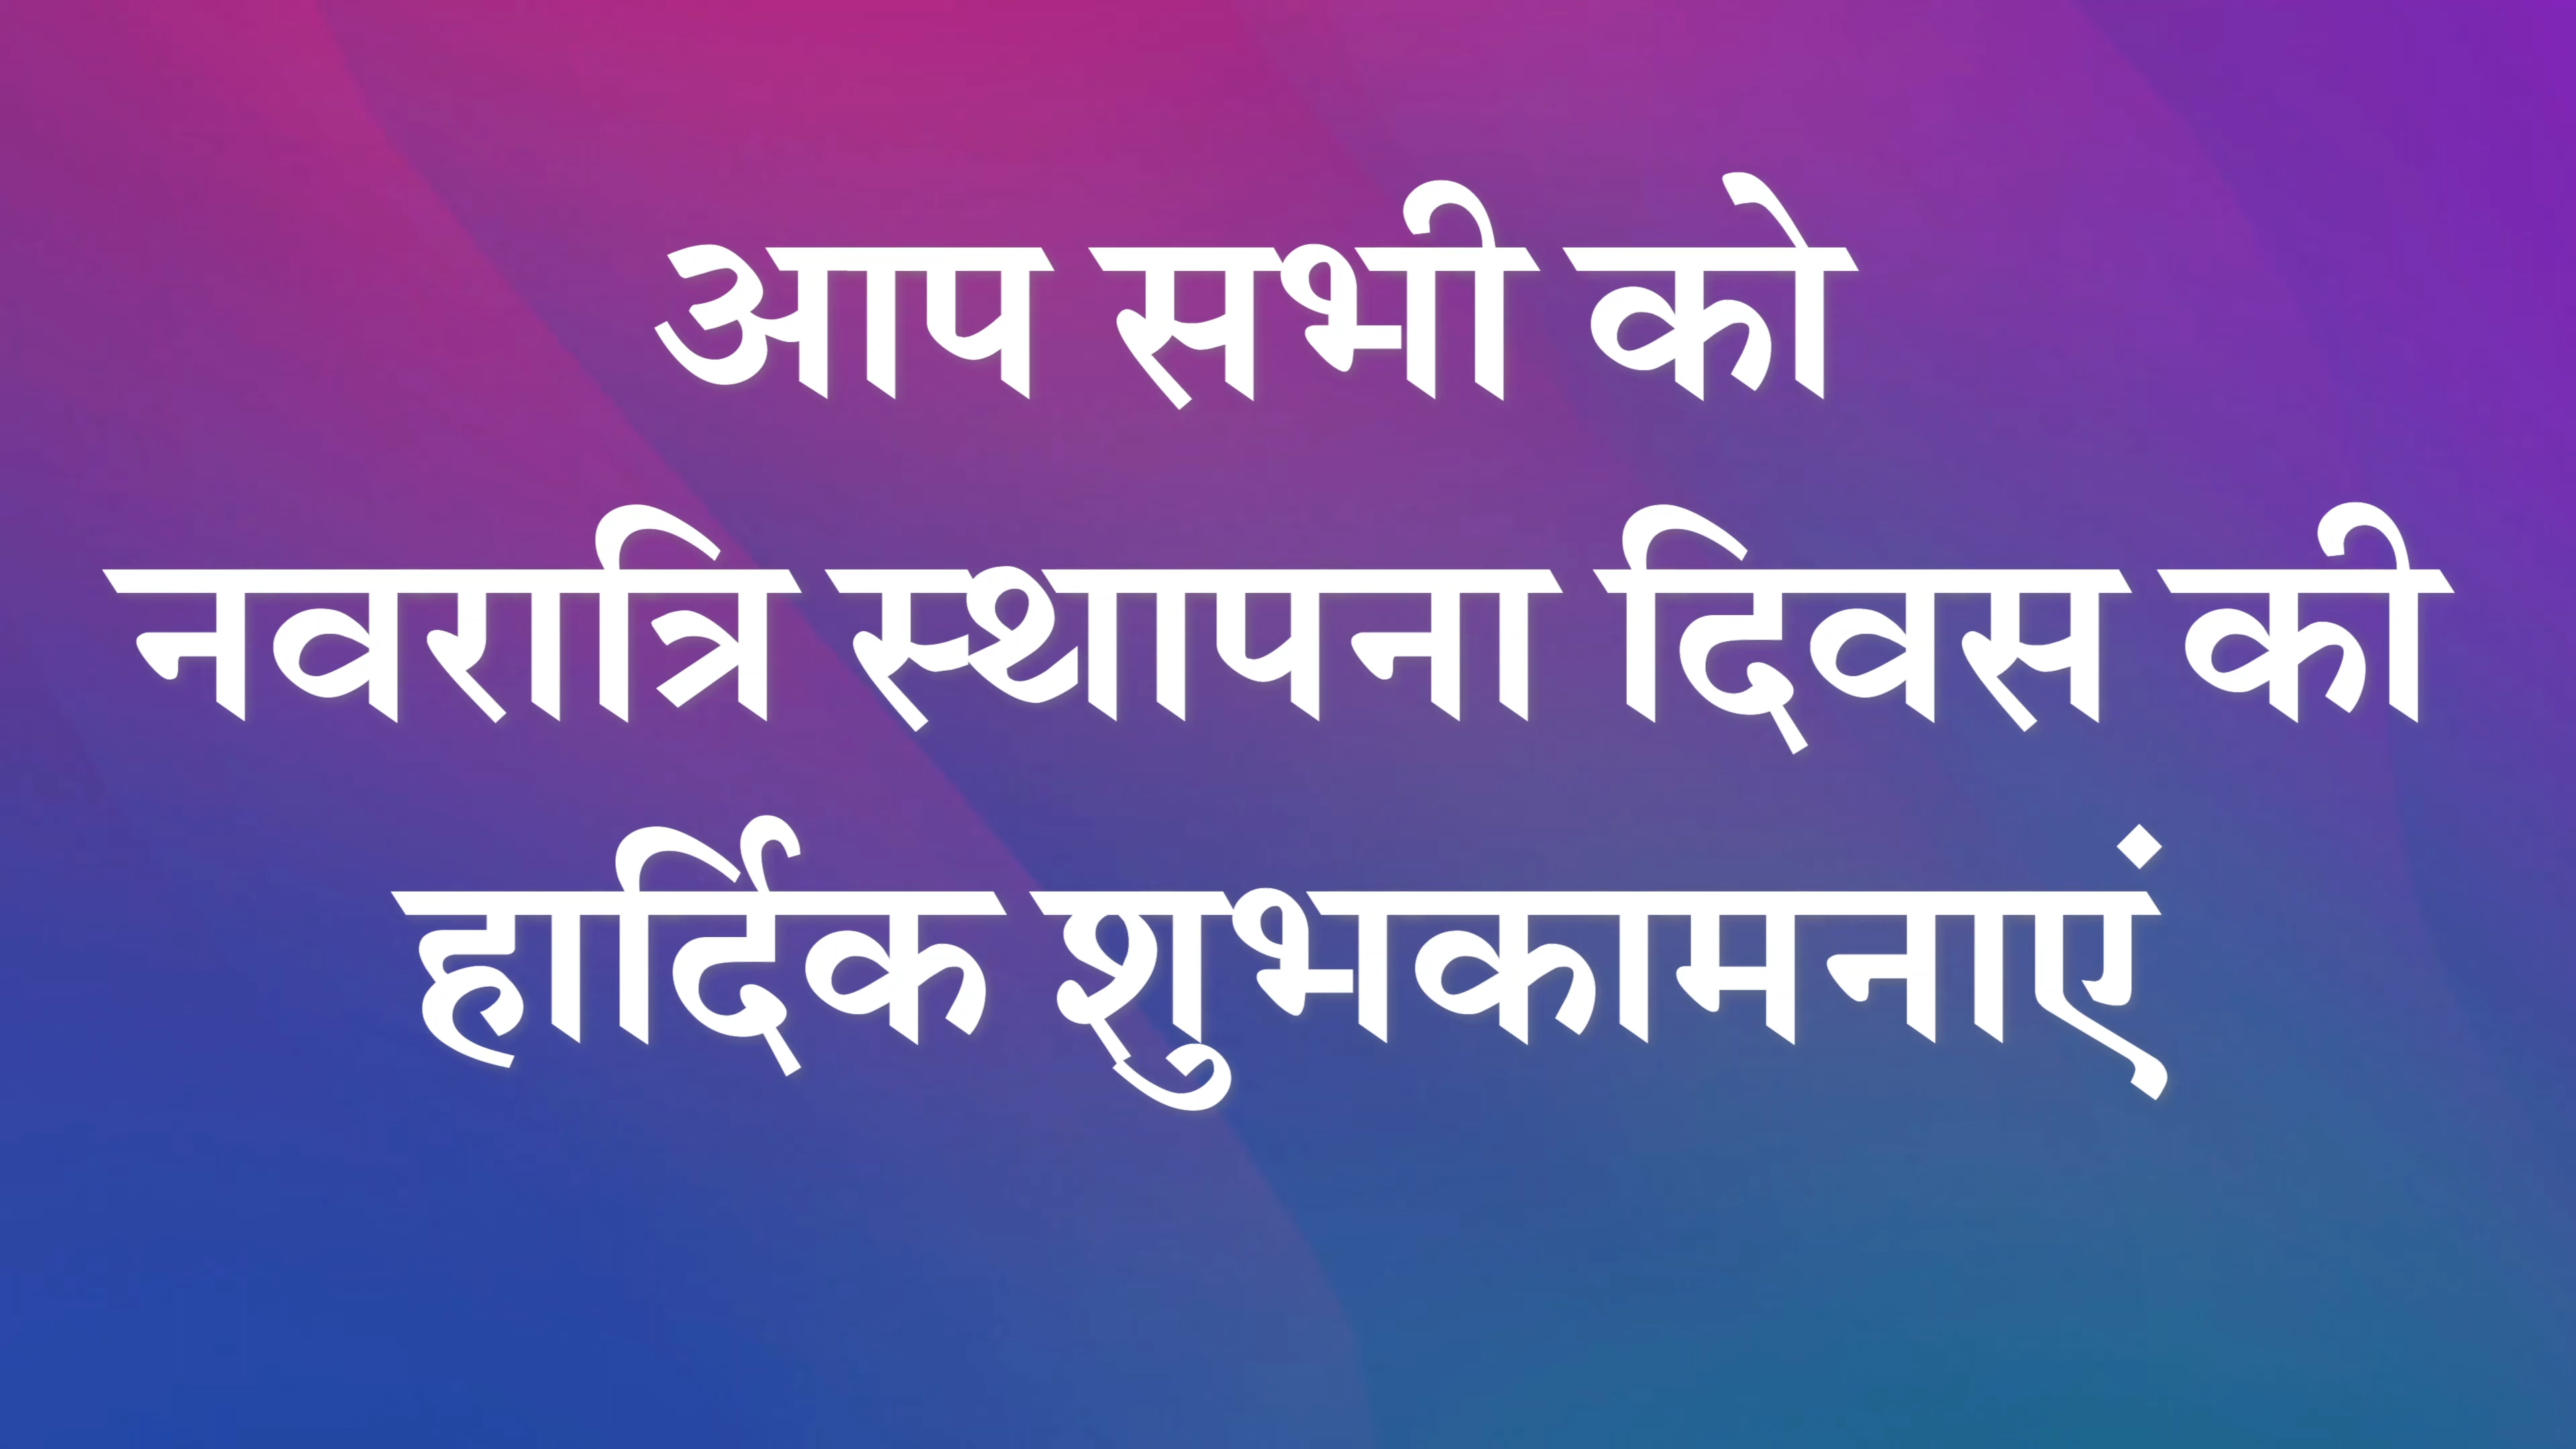 आप सभी को
नवरात्रि स्थापना दिवस की
हार्दिक शुभकामनाएं